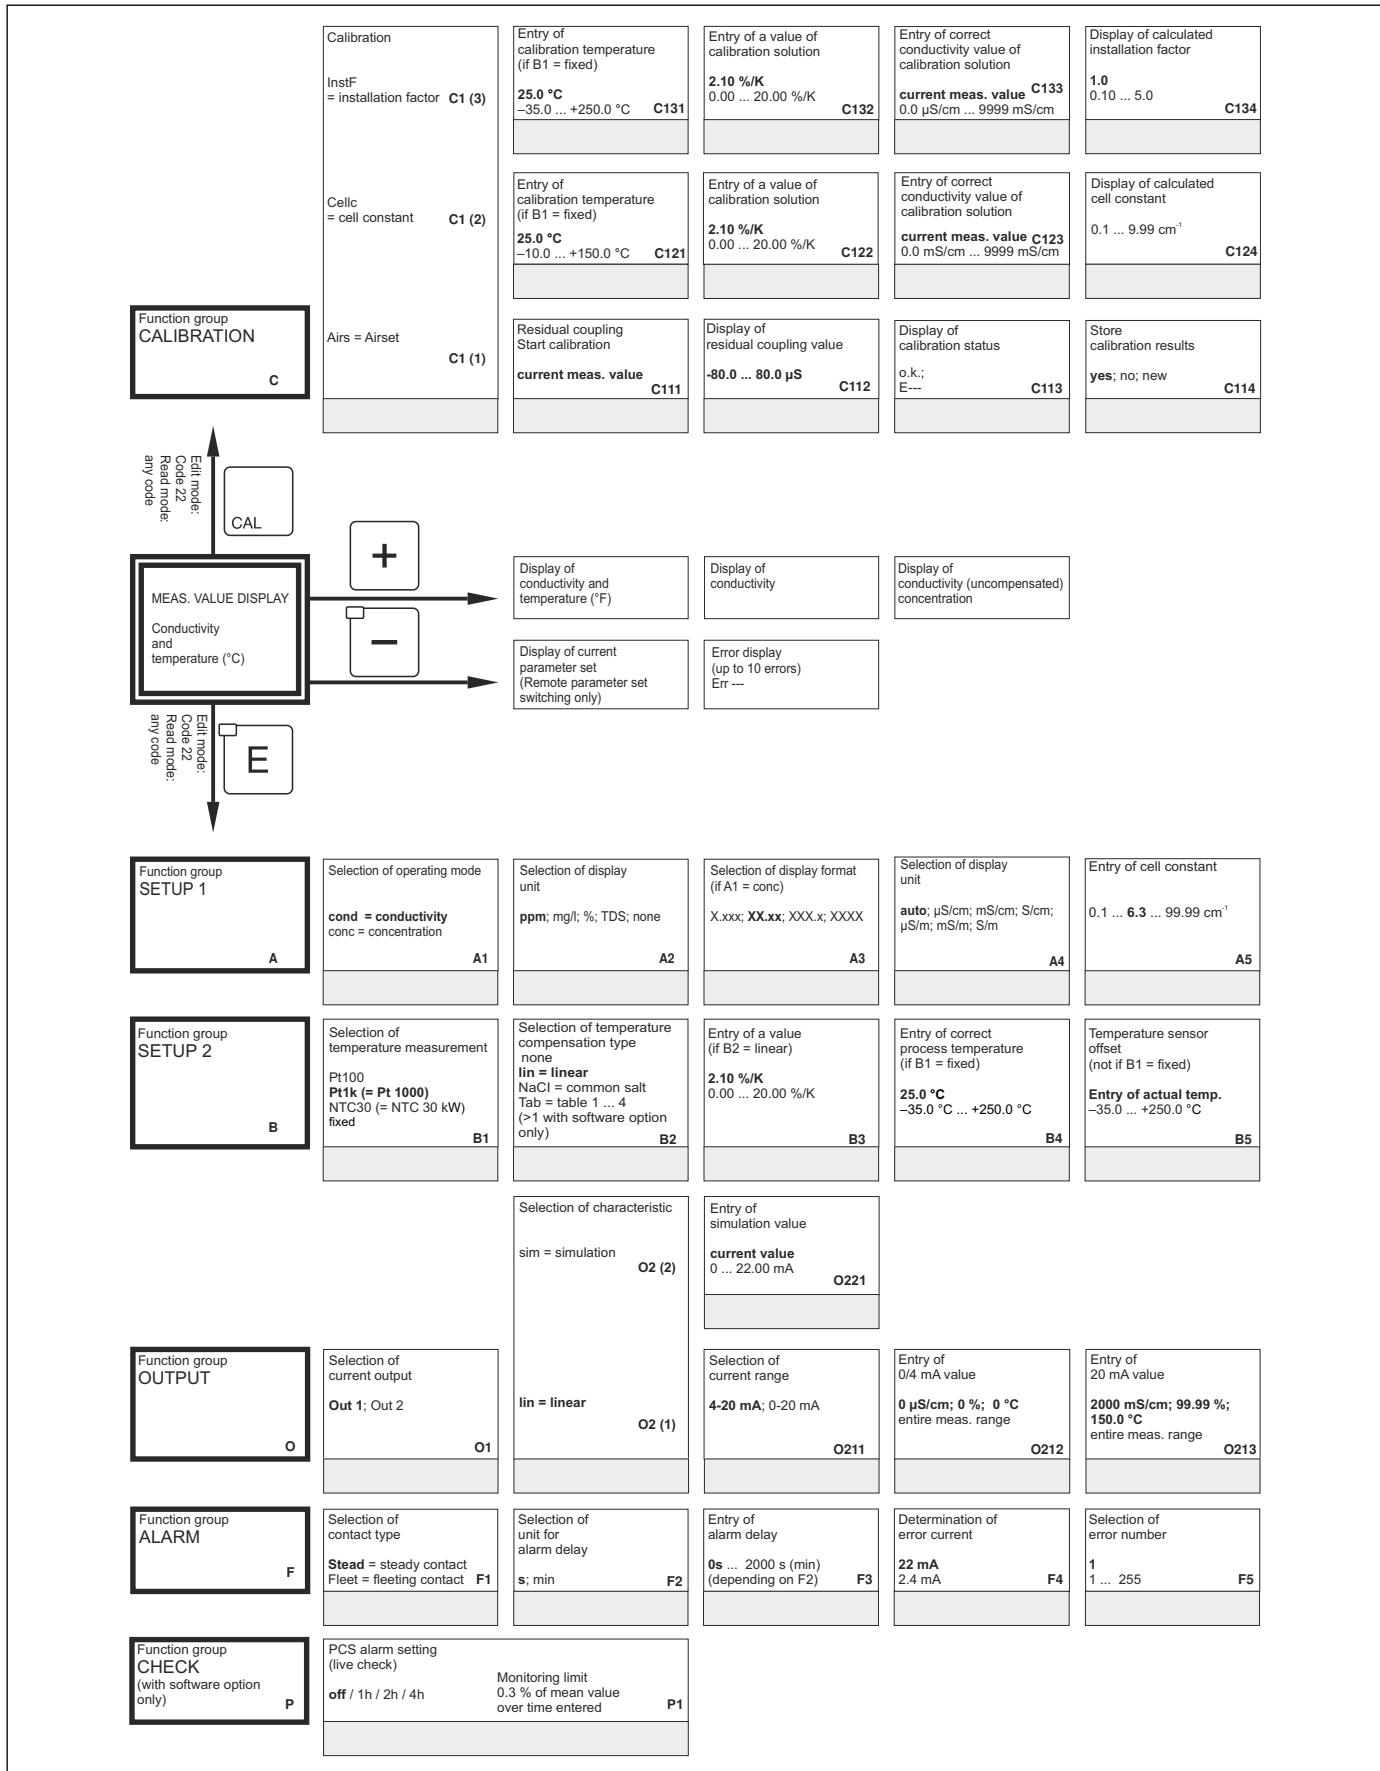 Calibration
InstF
= installation factor C1 (3)
Entry of
calibration temperature
(if B1 = fixed)
25.0 °C
–35.0 ... +250.0 °C C131
Entry of a value of
calibration solution
2.10 %/K
0.00 ... 20.00 %/K C132
Entry of correct
conductivity value of
calibration solution
current meas. value C133
0.0 µS/cm ... 9999 mS/cm
Display of calculated
installation factor
1.0
0.10 ... 5.0
C134
Cellc
= cell constant C1 (2)
Entry of
calibration temperature
(if B1 = fixed)
25.0 °C
–10.0 ... +150.0 °C C121
Entry of a value of
calibration solution
2.10 %/K
0.00 ... 20.00 %/K C122
Entry of correct
conductivity value of
calibration solution
current meas. value C123
0.0 mS/cm ... 9999 mS/cm
Display of calculated
cell constant
0.1 ... 9.99 cm⁻¹
C124
Function group
CALIBRATION
C
Airs = Airset
C1 (1)
Residual coupling
Start calibration
current meas. value
C111
Display of
residual coupling value
-80.0 ... 80.0 µS
C112
Display of
calibration status
o.k.;
E---
C113
Store
calibration results
yes; no; new
C114
Edit mode:
Code 22
Read mode:
any code
CAL
+
MEAS. VALUE DISPLAY
Conductivity
and
temperature (°C)
−
Display of
conductivity and
temperature (°F)
Display of
conductivity
Display of
conductivity (uncompensated)
concentration
Display of current
parameter set
(Remote parameter set
switching only)
Error display
(up to 10 errors)
Err ---
Edit mode:
Code 22
Read mode:
any code
E
Function group
SETUP 1
A
Selection of operating mode
cond = conductivity
conc = concentration
A1
Selection of display
unit
ppm; mg/l; %; TDS; none
A2
Selection of display format
(if A1 = conc)
X.xxx; XX.xx; XXX.x; XXXX
A3
Selection of display
unit
auto; µS/cm; mS/cm; S/cm;
µS/m; mS/m; S/m
A4
Entry of cell constant
0.1 ... 6.3 ... 99.99 cm⁻¹
A5
Function group
SETUP 2
B
Selection of
temperature measurement
Pt100
Pt1k (= Pt 1000)
NTC30 (= NTC 30 kW)
fixed
B1
Selection of temperature
compensation type
none
lin = linear
NaCl = common salt
Tab = table 1 ... 4
(>1 with software option
only)
B2
Entry of a value
(if B2 = linear)
2.10 %/K
0.00 ... 20.00 %/K
B3
Entry of correct
process temperature
(if B1 = fixed)
25.0 °C
–35.0 °C ... +250.0 °C
B4
Temperature sensor
offset
(not if B1 = fixed)
Entry of actual temp.
–35.0 ... +250.0 °C
B5
Selection of characteristic
sim = simulation
O2 (2)
Entry of
simulation value
current value
0 ... 22.00 mA
O221
Function group
OUTPUT
O
Selection of
current output
Out 1; Out 2
O1
lin = linear
O2 (1)
Selection of
current range
4-20 mA; 0-20 mA
O211
Entry of
0/4 mA value
0 µS/cm; 0 %; 0 °C
entire meas. range
O212
Entry of
20 mA value
2000 mS/cm; 99.99 %;
150.0 °C
entire meas. range
O213
Function group
ALARM
F
Selection of
contact type
Stead = steady contact
Fleet = fleeting contact F1
Selection of
unit for
alarm delay
s; min F2
Entry of
alarm delay
0s ... 2000 s (min)
(depending on F2) F3
Determination of
error current
22 mA
2.4 mA F4
Selection of
error number
1
1 ... 255 F5
Function group
CHECK
(with software option
only) P
PCS alarm setting
(live check)
off / 1h / 2h / 4h
Monitoring limit
0.3 % of mean value
over time entered P1